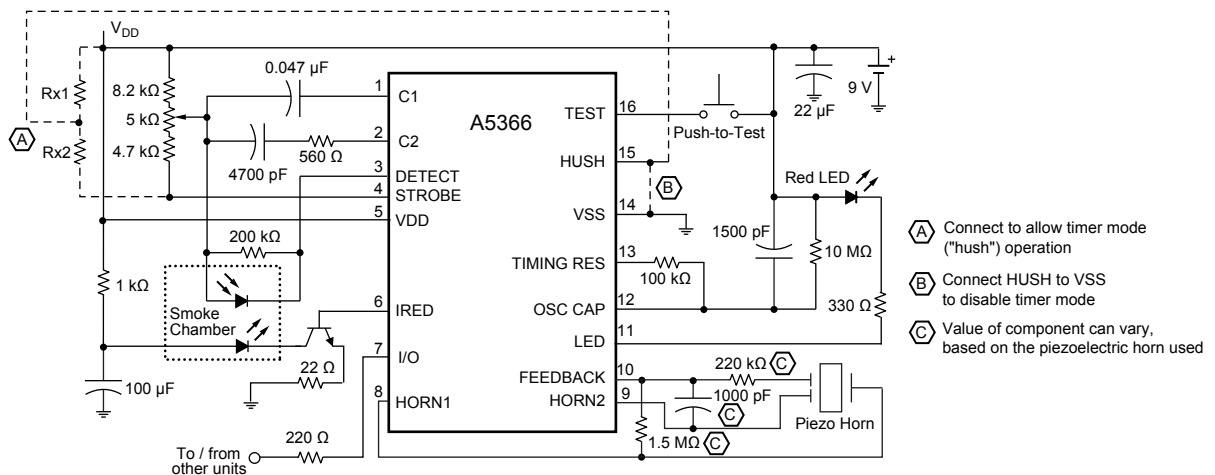 V_DD
Rx1
Rx2
A
8.2 kΩ
5 kΩ
4.7 kΩ
0.047 µF
4700 pF
560 Ω
200 kΩ
1 kΩ
Smoke
Chamber
100 µF
22 Ω
220 Ω
To / from
other units
A5366
1 C1
2 C2
3 DETECT
4 STROBE
5 VDD
6 IRED
7 I/O
8 HORN1
TEST 16
HUSH 15
VSS 14
TIMING RES 13
OSC CAP 12
LED 11
FEEDBACK 10
HORN2 9
Push-to-Test
22 µF
9 V
+
B
Red LED
1500 pF
10 MΩ
100 kΩ
330 Ω
220 kΩ C
1000 pF
C
1.5 MΩ C
Piezo Horn
A Connect to allow timer mode
("hush") operation
B Connect HUSH to VSS
to disable timer mode
C Value of component can vary,
based on the piezoelectric horn used